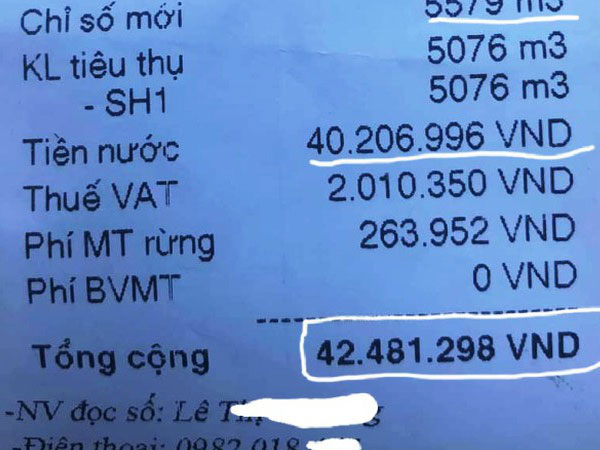 Chỉ số mới 5579 m3
KL tiêu thụ 5076 m3
- SH1 5076 m3
Tiền nước 40.206.996 VND
Thuế VAT 2.010.350 VND
Phí MT rừng 263.952 VND
Phí BVMT 0 VND
Tổng cộng 42.481.298 VND
-NV đọc số: Lê
-Điện thoại: 0982 018